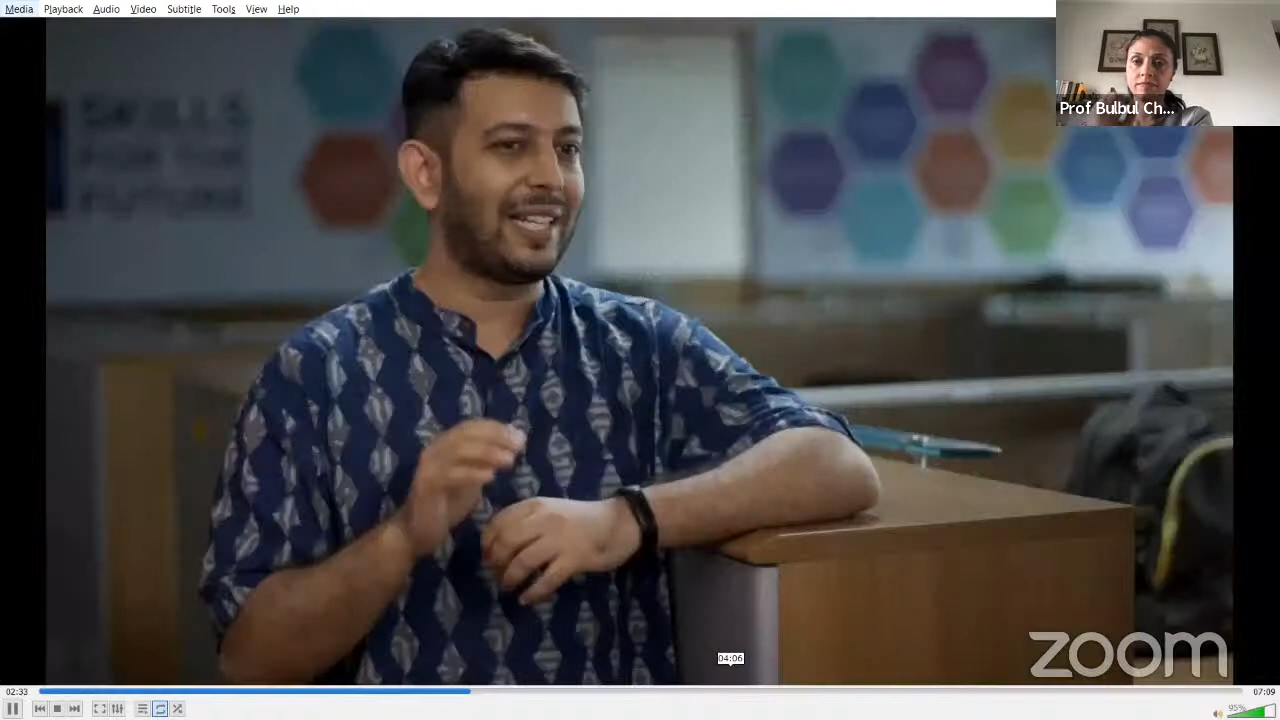 Media Playback Audio Video Subtitle Tools View Help
Prof Bulbul Ch...
SKILLS
FOR THE
FUTURE
04:06
zoom
02:33
07:09
95%